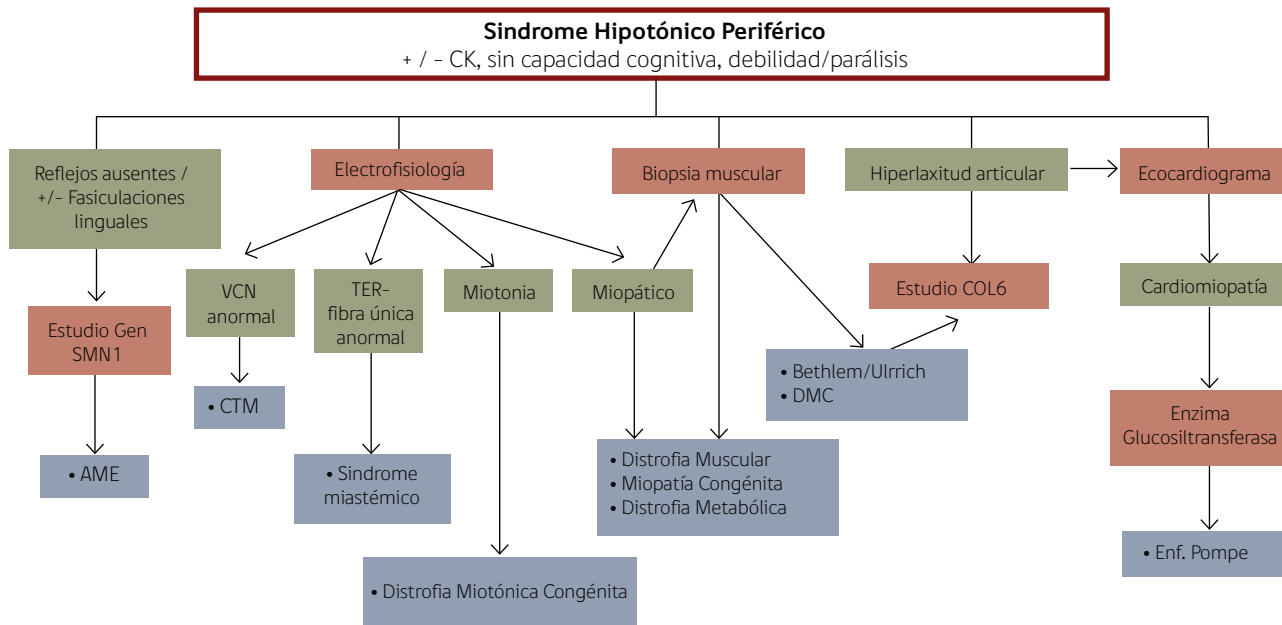 Sindrome Hipotónico Periférico
+ / - CK, sin capacidad cognitiva, debilidad/parálisis
Reflejos ausentes /
+/- Fasiculaciones
linguales
Electrofisiología
Biopsia muscular
Hiperlaxitud articular
Ecocardiograma
VCN
anormal
TER-
fibra única
anormal
Miotonia
Miopático
Estudio COL6
Cardiomiopatía
Estudio Gen
SMN1
• Bethlem/Ulrrich
• DMC
• CTM
Enzima
Glucosiltransferasa
• AME
• Sindrome
miastémico
• Distrofia Muscular
• Miopatía Congénita
• Distrofia Metabólica
• Enf. Pompe
• Distrofia Miotónica Congénita